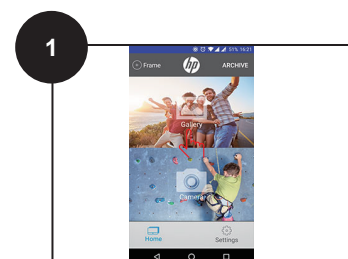 1
51% 16:21
Frame
hp
ARCHIVE
Gallery
Camera
Home
Settings